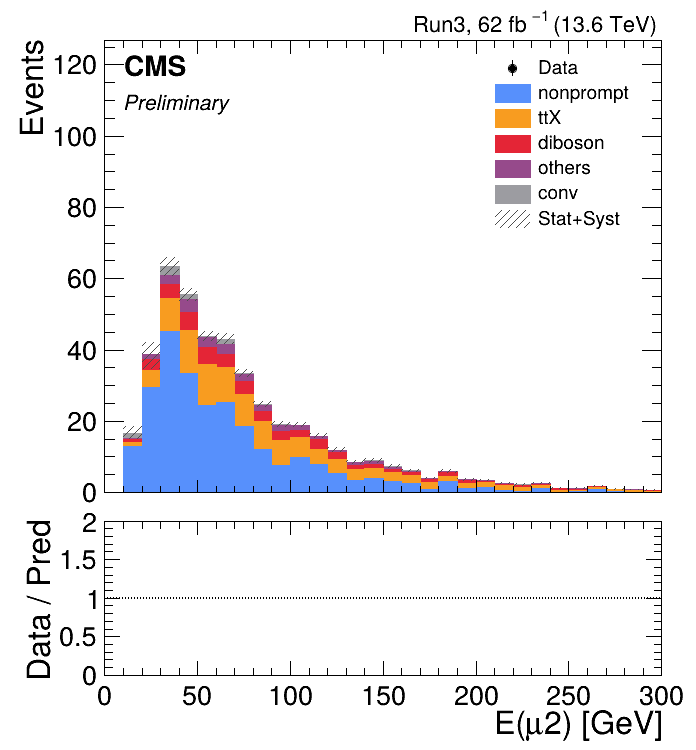 Run3, 62 fb⁻¹ (13.6 TeV)
CMS
Preliminary
Data
nonprompt
ttX
diboson
others
conv
Stat+Syst
Events
120
100
80
60
40
20
0
Data / Pred
2
1.5
1
0.5
0
0 50 100 150 200 250 300
E(μ2) [GeV]